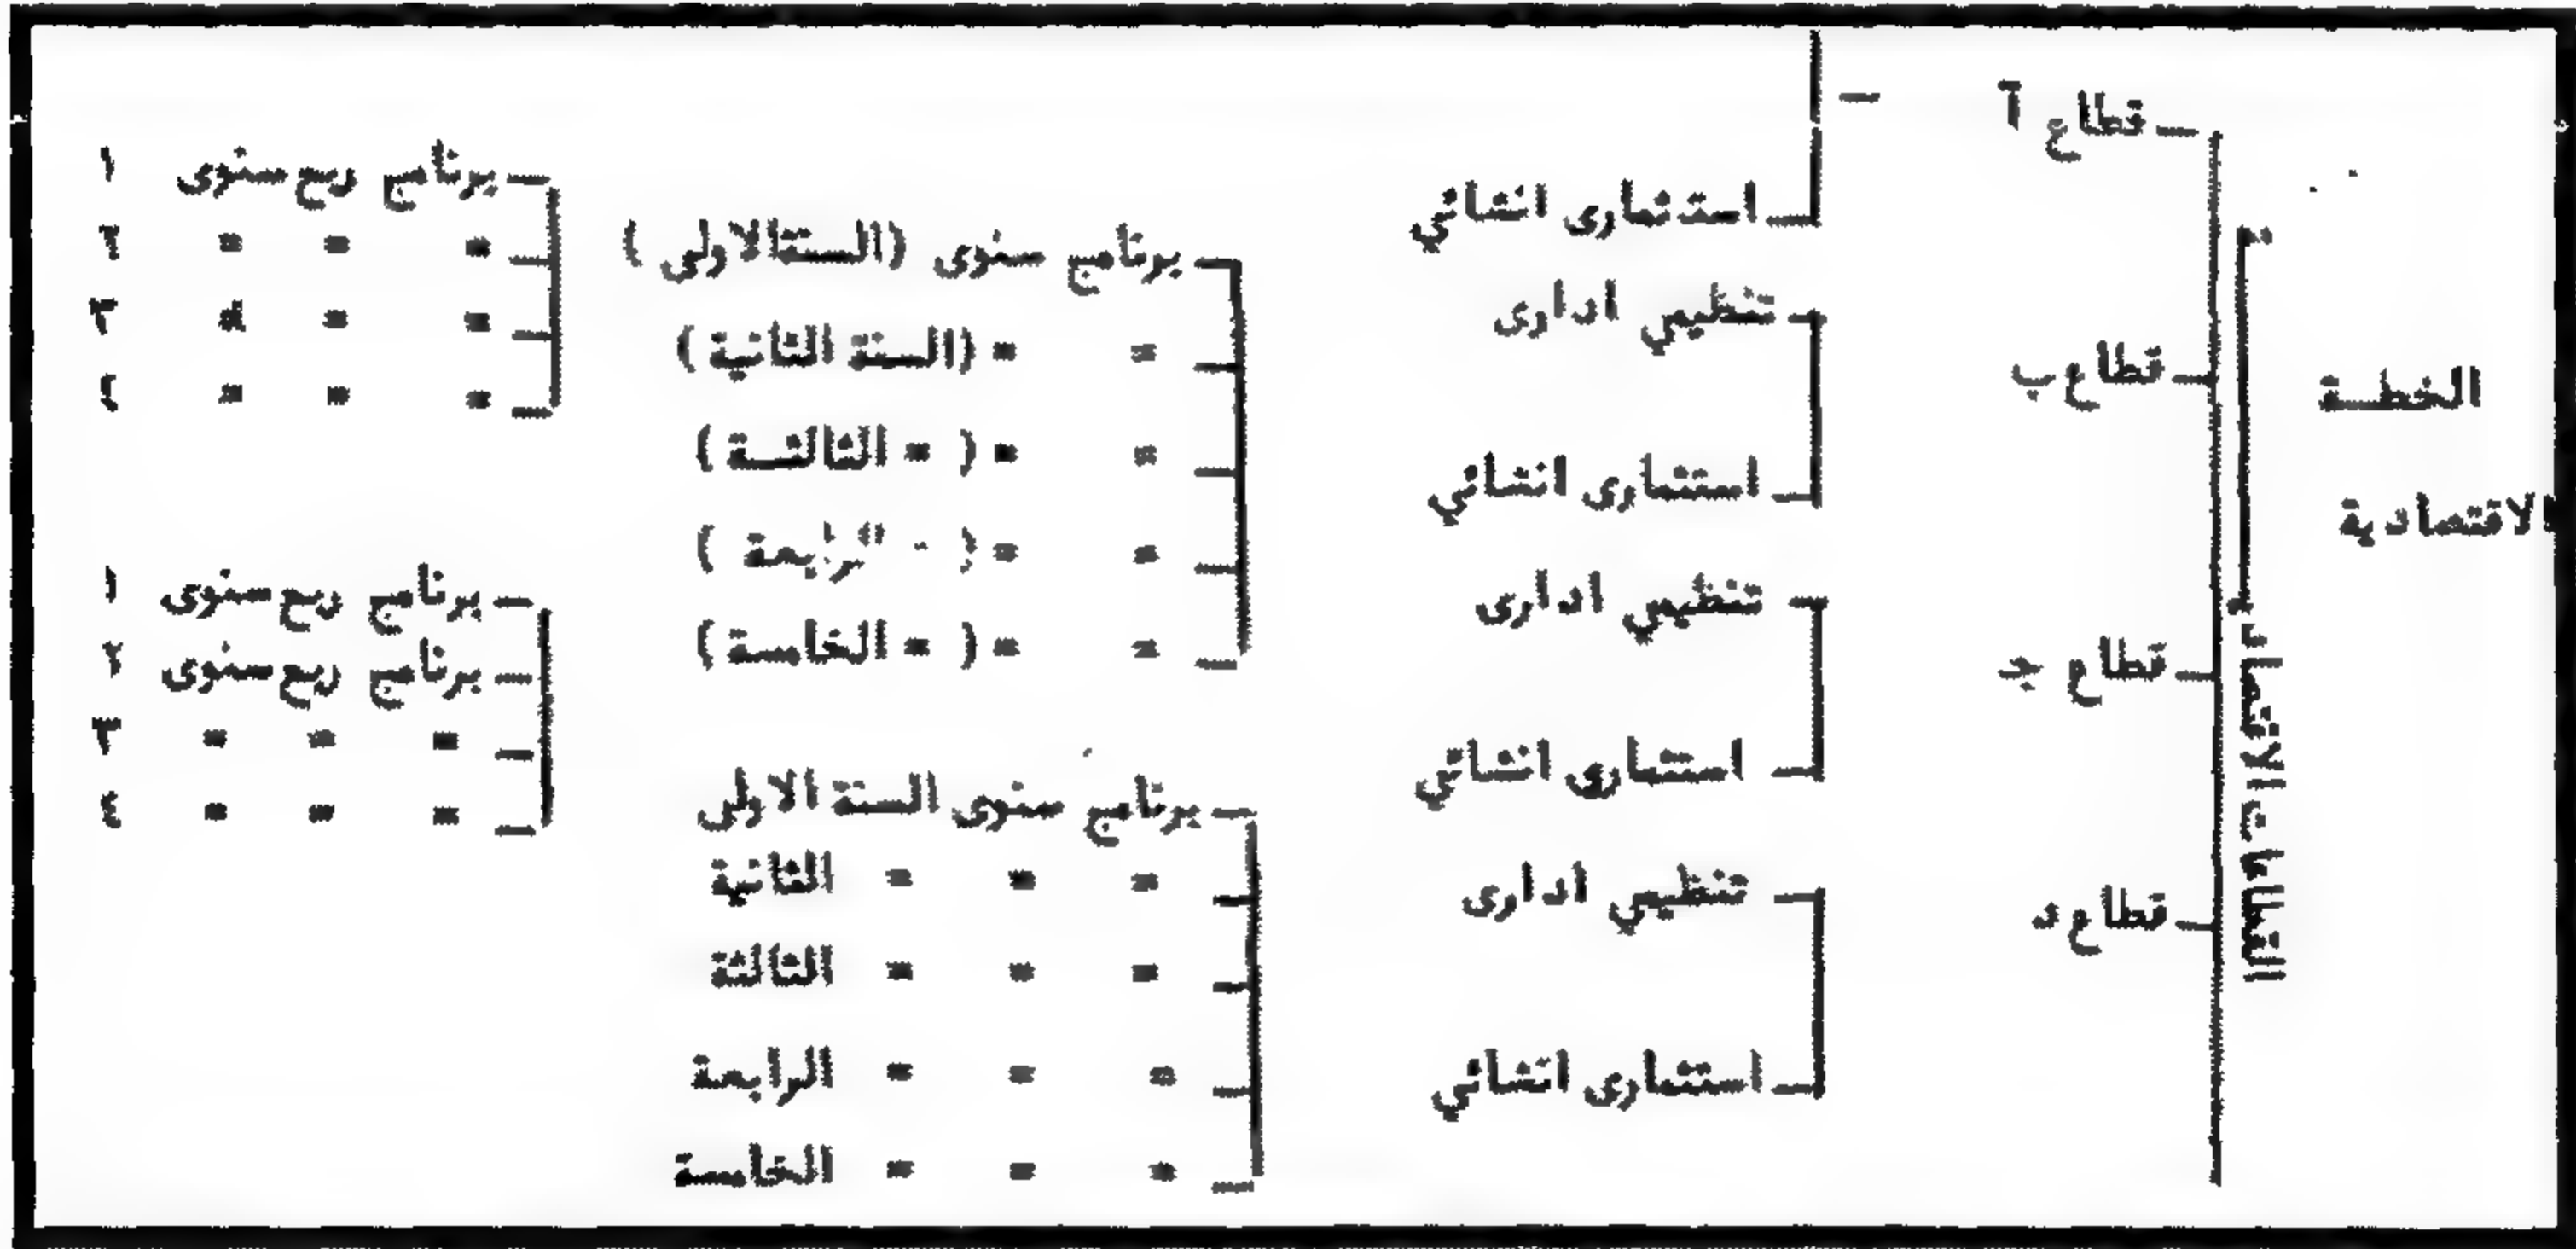 الخطة
الاقتصادية
القطاعات الاقتصاد
قطاع آ
قطاع ب
قطاع جـ
قطاع د
استثمارى انشائي
تنظيمي ادارى
استثمارى انشائي
تنظيمي ادارى
استثمارى انشائي
تنظيمي ادارى
استثمارى انشائي
برنامج سنوى (السنة الاولى)
= = (السنة الثانية)
= = ( = الثالثة)
= = ( = الرابعة)
= = ( = الخامسة)
برنامج سنوى السنة الاولى
= = = الثانية
= = = الثالثة
= = = الرابعة
= = = الخامسة
برنامج ربع سنوى ١
= = = ٢
= = = ٣
= = = ٤
برنامج ربع سنوى ١
برنامج ربع سنوى ٢
= = = ٣
= = = ٤